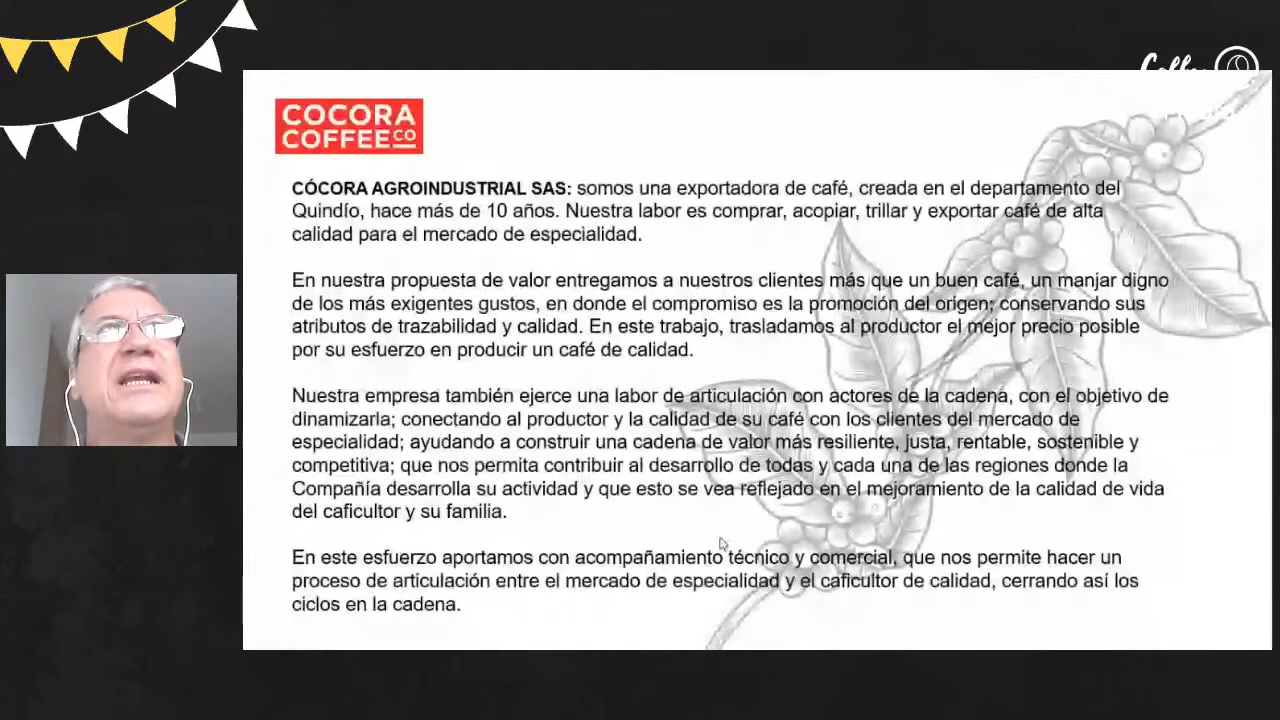 Coffee
COCORA
COFFEE CO
CÓCORA AGROINDUSTRIAL SAS: somos una exportadora de café, creada en el departamento del
Quindío, hace más de 10 años. Nuestra labor es comprar, acopiar, trillar y exportar café de alta
calidad para el mercado de especialidad.
En nuestra propuesta de valor entregamos a nuestros clientes más que un buen café, un manjar digno
de los más exigentes gustos, en donde el compromiso es la promoción del origen; conservando sus
atributos de trazabilidad y calidad. En este trabajo, trasladamos al productor el mejor precio posible
por su esfuerzo en producir un café de calidad.
Nuestra empresa también ejerce una labor de articulación con actores de la cadena, con el objetivo de
dinamizarla; conectando al productor y la calidad de su café con los clientes del mercado de
especialidad; ayudando a construir una cadena de valor más resiliente, justa, rentable, sostenible y
competitiva; que nos permita contribuir al desarrollo de todas y cada una de las regiones donde la
Compañía desarrolla su actividad y que esto se vea reflejado en el mejoramiento de la calidad de vida
del caficultor y su familia.
En este esfuerzo aportamos con acompañamiento técnico y comercial, que nos permite hacer un
proceso de articulación entre el mercado de especialidad y el caficultor de calidad, cerrando así los
ciclos en la cadena.